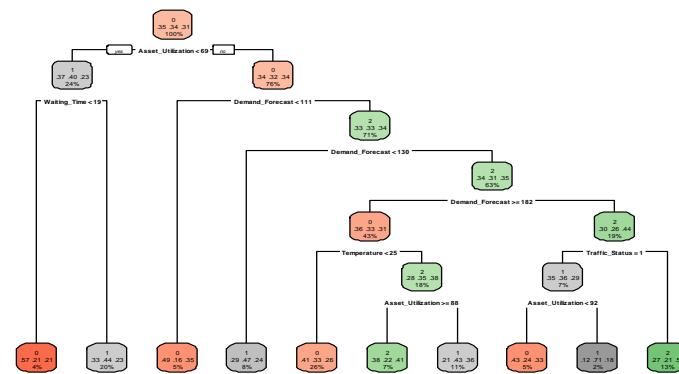 0
.35 .34 .31
100%
yes Asset_Utilization < 69 no
1
.37 .40 .23
24%
0
.34 .32 .34
76%
Waiting_Time < 19
Demand_Forecast < 111
2
.33 .33 .34
71%
Demand_Forecast < 130
2
.34 .31 .35
63%
Demand_Forecast >= 182
0
.36 .33 .31
43%
2
.30 .26 .44
19%
Temperature < 25
Traffic_Status = 1
2
.28 .35 .38
18%
1
.35 .36 .29
7%
Asset_Utilization >= 88
Asset_Utilization < 92
0
.57 .21 .21
4%
1
.33 .44 .23
20%
0
.49 .16 .35
5%
1
.29 .47 .24
8%
0
.41 .33 .26
26%
2
.38 .22 .41
7%
1
.21 .43 .36
11%
0
.43 .24 .33
5%
1
.12 .71 .18
2%
2
.27 .21
13%